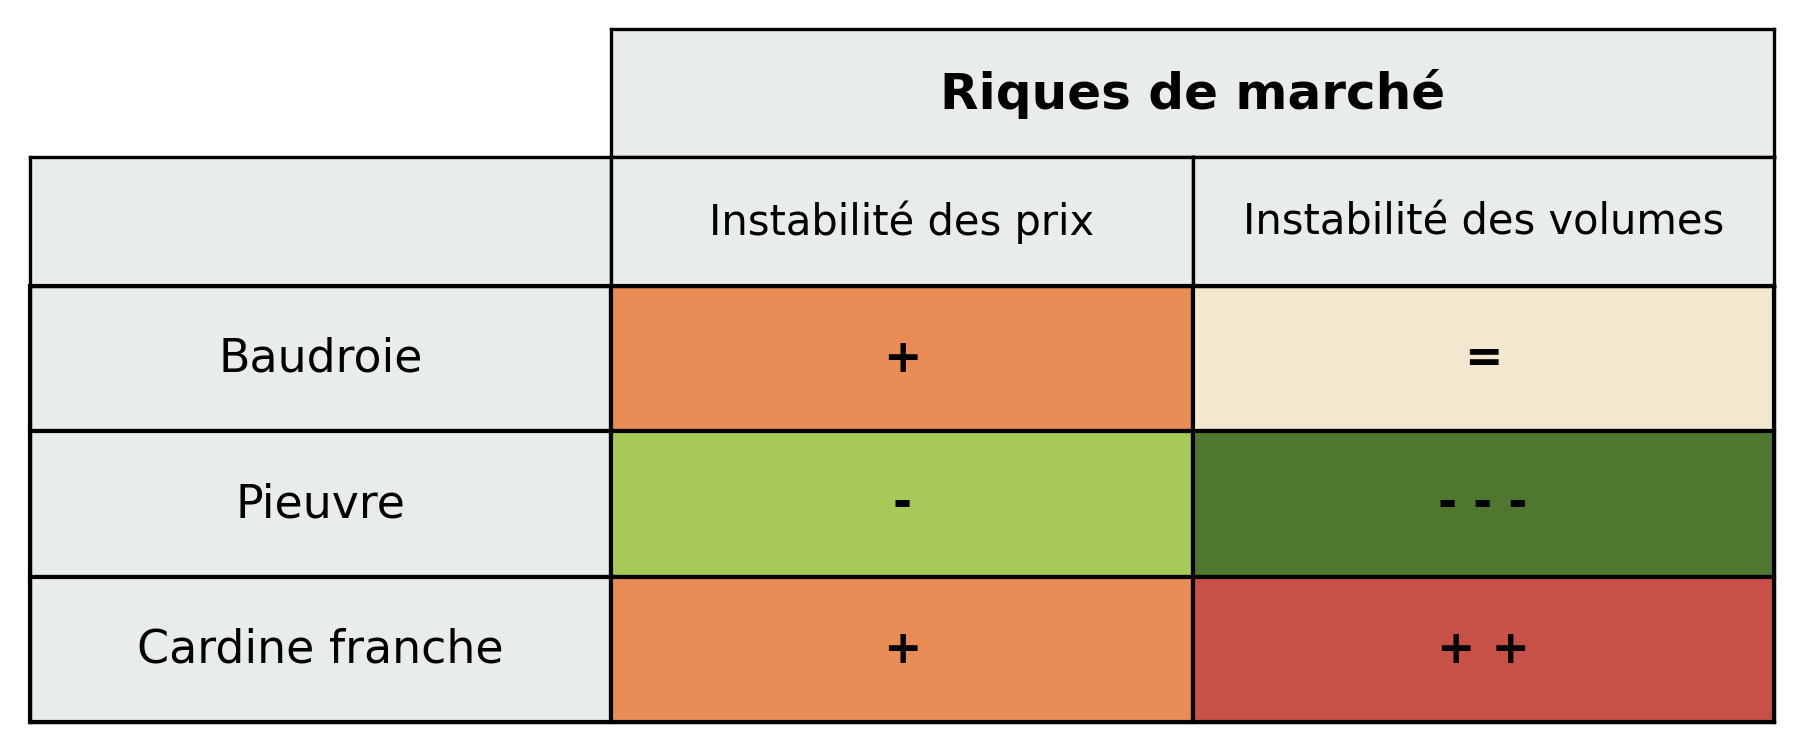 Riques de marché
Instabilité des prix Instabilité des volumes
Baudroie + =
Pieuvre - - - -
Cardine franche + + +